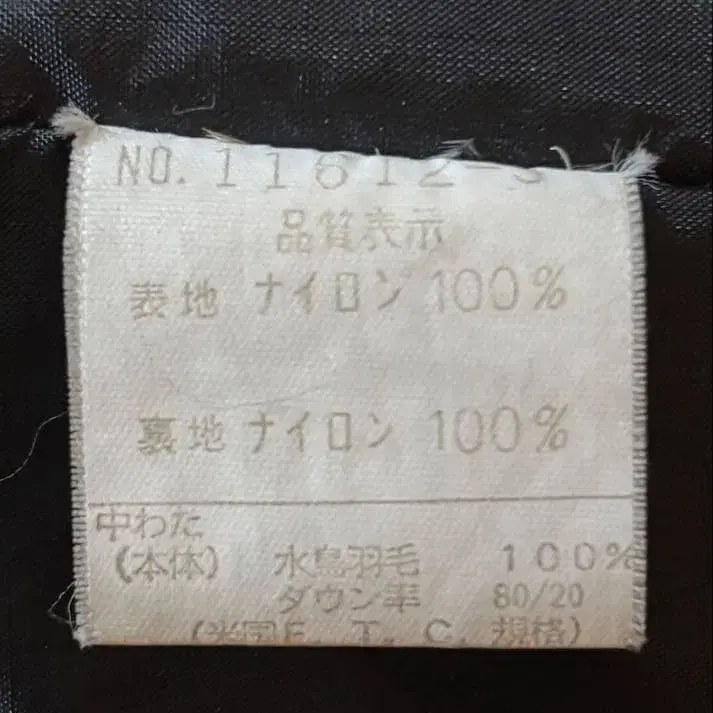 NO. 11612-3
品質表示
表地 ナイロン 100%
裏地 ナイロン 100%
中わた
(本体) 水鳥羽毛 100%
ダウン率 80/20
(米国F. T. C. 規格)